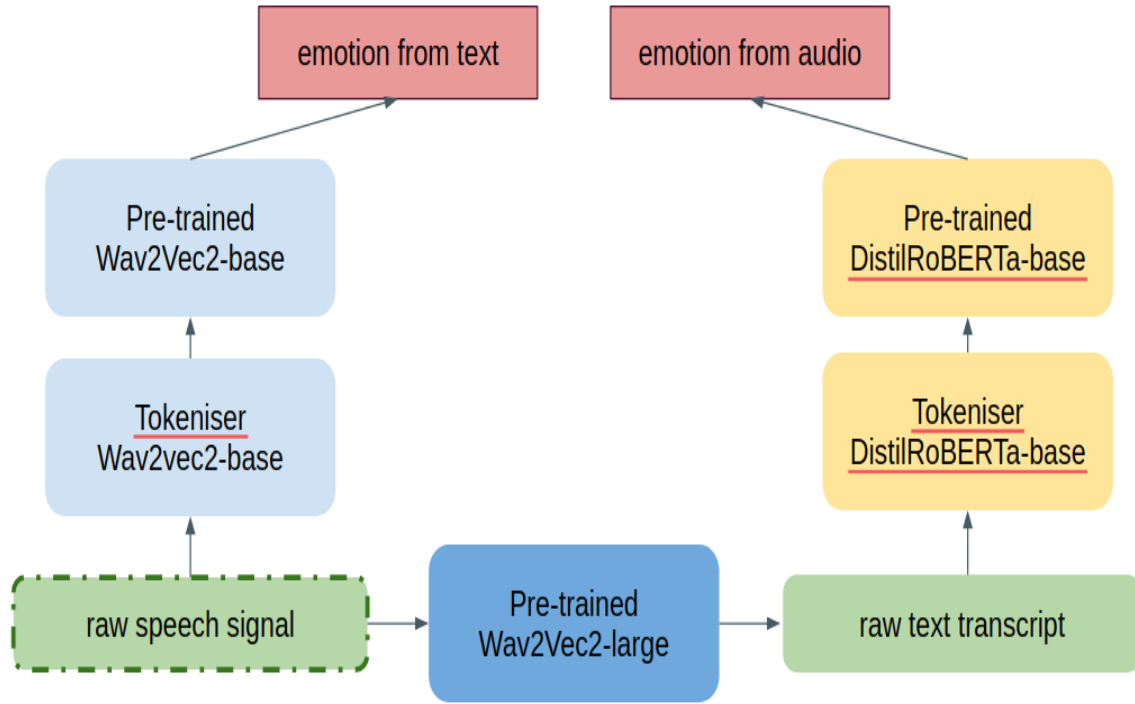 emotion from text
emotion from audio
Pre-trained
Wav2Vec2-base
Pre-trained
DistilRoBERTa-base
Tokeniser
Wav2vec2-base
Tokeniser
DistilRoBERTa-base
raw speech signal
Pre-trained
Wav2Vec2-large
raw text transcript